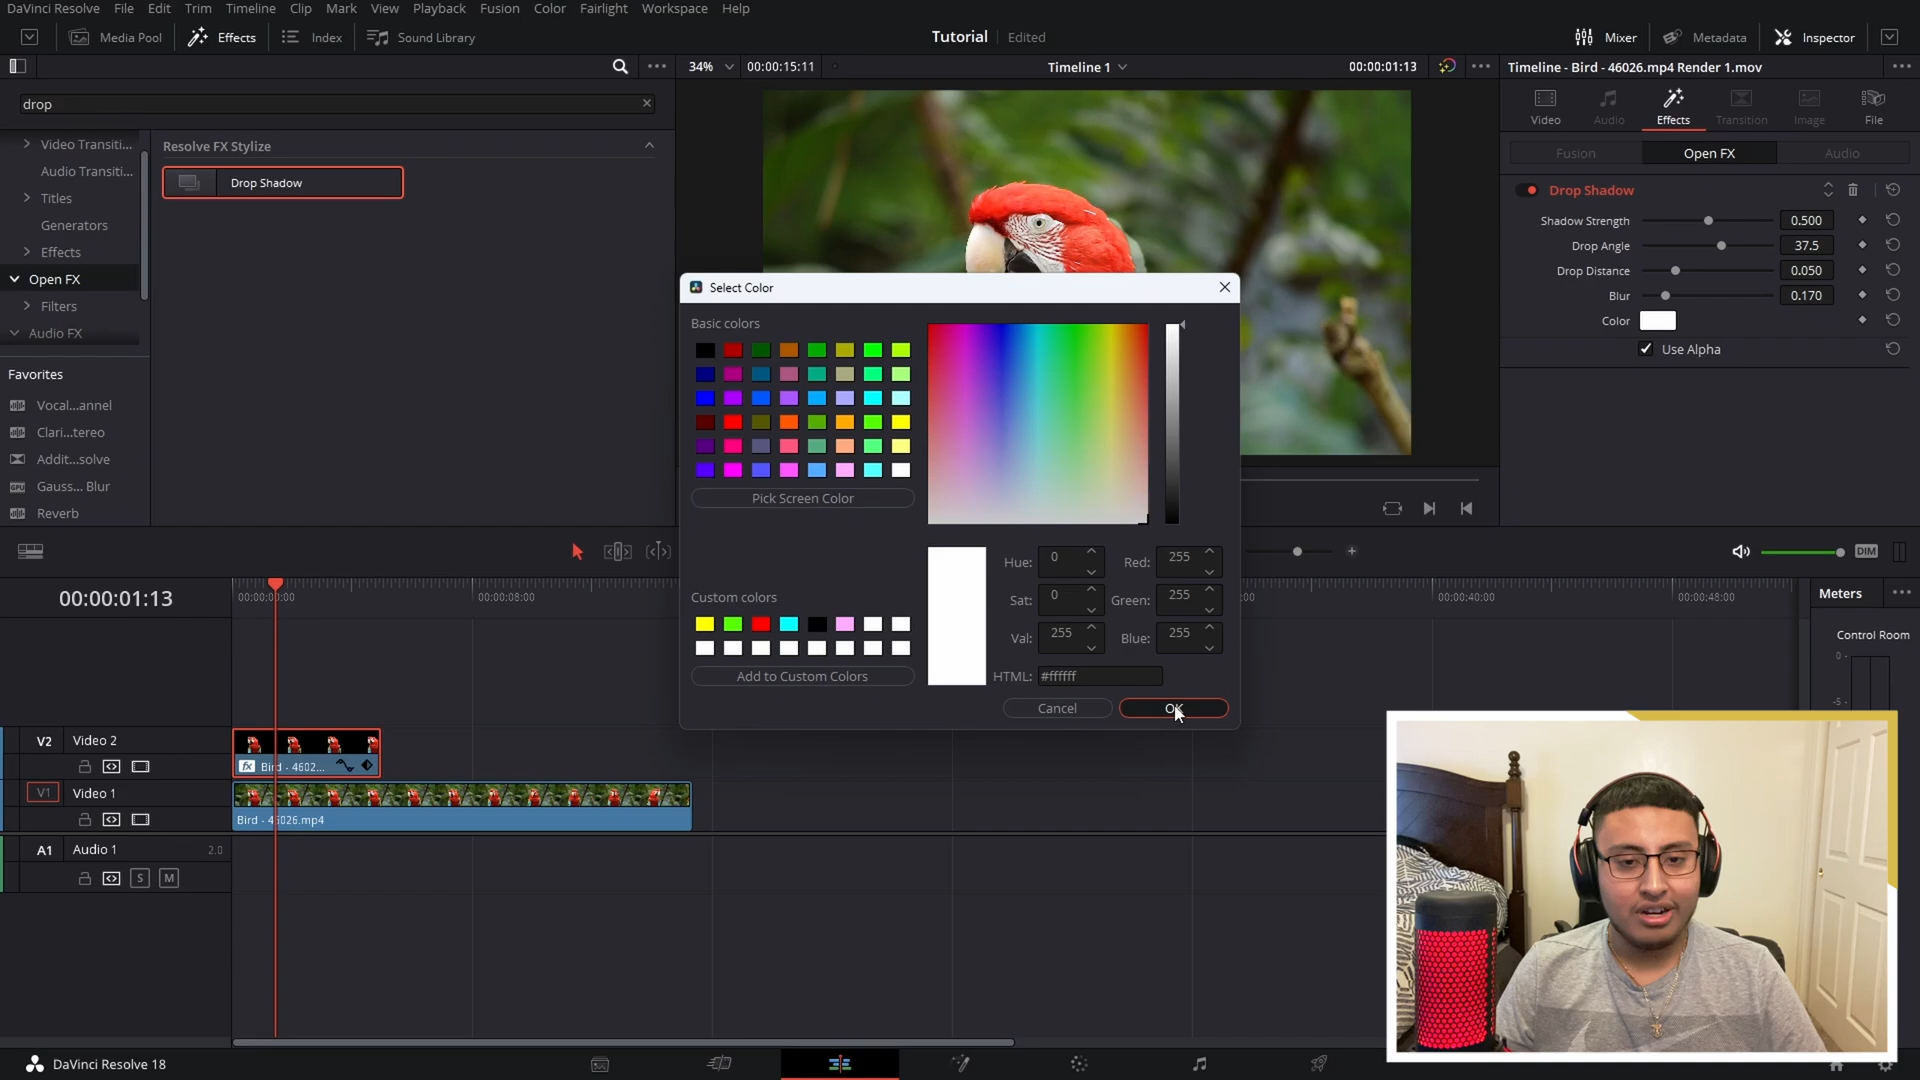 DaVinci Resolve File Edit Trim Timeline Clip Mark View Playback Fusion Color Fairlight Workspace Help
Media Pool Effects Index Sound Library
Tutorial Edited
Mixer Metadata Inspector
34% 00:00:15:11 Timeline 1 00:00:01:13
Timeline - Bird - 46026.mp4 Render 1.mov
drop
Video Transiti...
Audio Transiti...
Titles
Generators
Effects
Open FX
Filters
Audio FX
Favorites
Vocal...annel
Clari...tereo
Addit...solve
Gauss... Blur
Reverb
Resolve FX Stylize
Drop Shadow
Video Audio Effects Transition Image File
Fusion Open FX Audio
Drop Shadow
Shadow Strength 0.500
Drop Angle 37.5
Drop Distance 0.050
Blur 0.170
Color
Use Alpha
Select Color
Basic colors
Pick Screen Color
Custom colors
Add to Custom Colors
Hue: 0 Red: 255
Sat: 0 Green: 255
Val: 255 Blue: 255
HTML: #ffffff
Cancel OK
DIM
00:00:01:13
00:00:08:00
00:00:40:00
00:00:48:00
Meters
Control Room
0
-5
V2 Video 2
fx Bird - 4602...
V1 Video 1
Bird - 46026.mp4
A1 Audio 1 2.0
S M
DaVinci Resolve 18